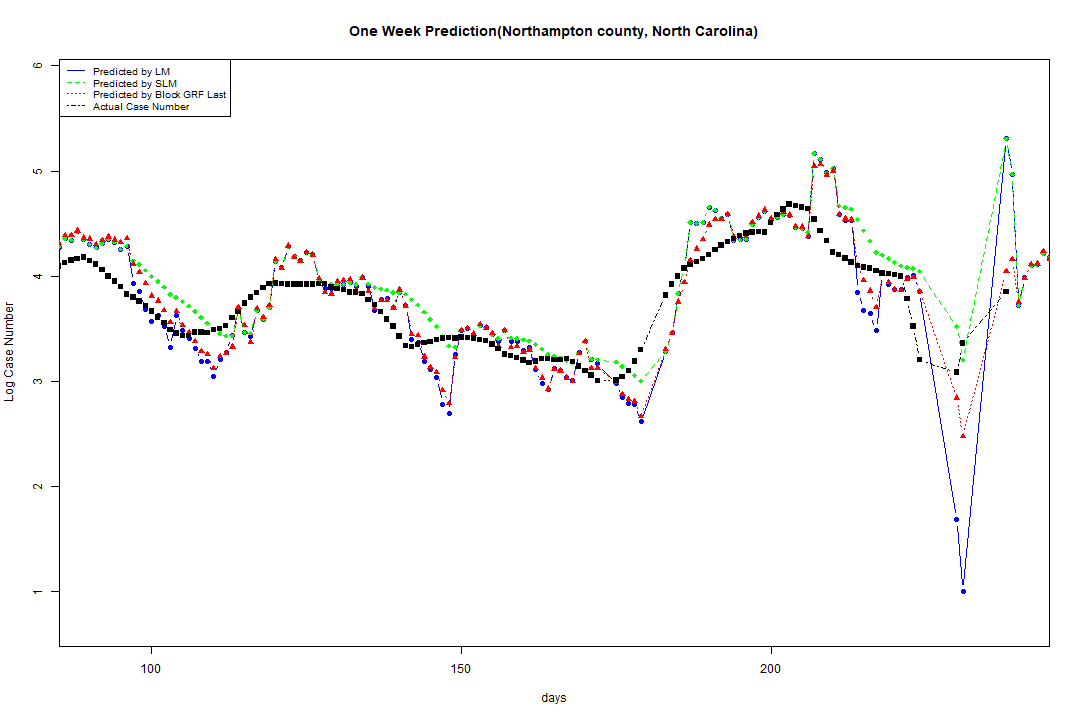 One Week Prediction(Northampton county, North Carolina)
Predicted by LM
Predicted by SLM
Predicted by Block GRF Last
Actual Case Number
6
5
4
3
2
1
Log Case Number
100
150
200
days